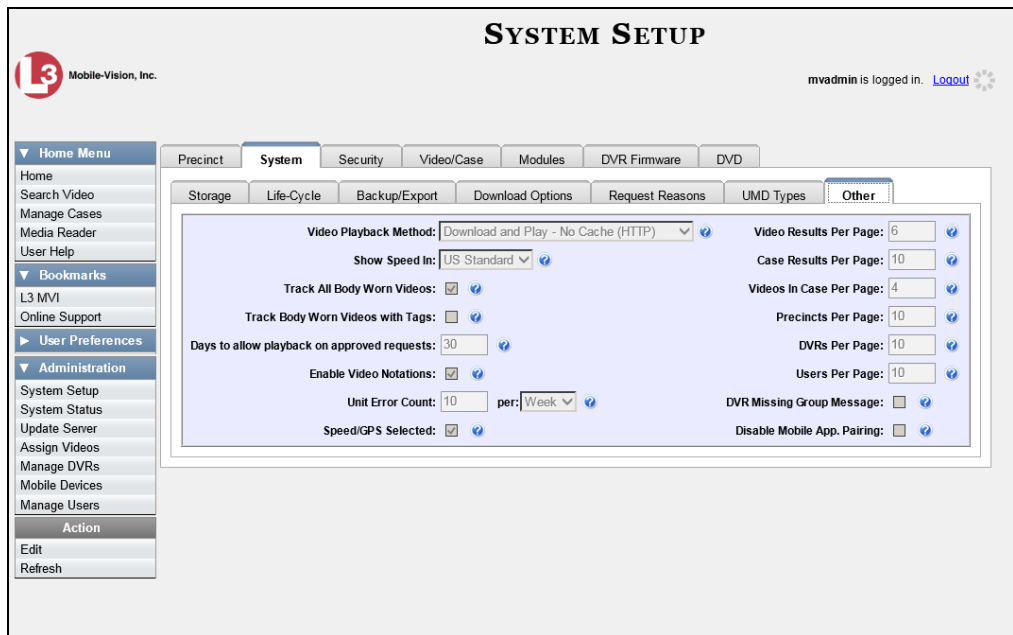 SYSTEM SETUP
L3 Mobile-Vision, Inc.
mvadmin is logged in. Logout
Home Menu
Home
Search Video
Manage Cases
Media Reader
User Help
Bookmarks
L3 MVI
Online Support
User Preferences
Administration
System Setup
System Status
Update Server
Assign Videos
Manage DVRs
Mobile Devices
Manage Users
Action
Edit
Refresh
Precinct System Security Video/Case Modules DVR Firmware DVD
Storage Life-Cycle Backup/Export Download Options Request Reasons UMD Types Other
Video Playback Method: Download and Play - No Cache (HTTP) ? Video Results Per Page: 6 ?
Show Speed In: US Standard ? Case Results Per Page: 10 ?
Track All Body Worn Videos: ? Videos In Case Per Page: 4 ?
Track Body Worn Videos with Tags: ? Precincts Per Page: 10 ?
Days to allow playback on approved requests: 30 ? DVRs Per Page: 10 ?
Enable Video Notations: ? Users Per Page: 10 ?
Unit Error Count: 10 per: Week ? DVR Missing Group Message: ?
Speed/GPS Selected: ? Disable Mobile App. Pairing: ?